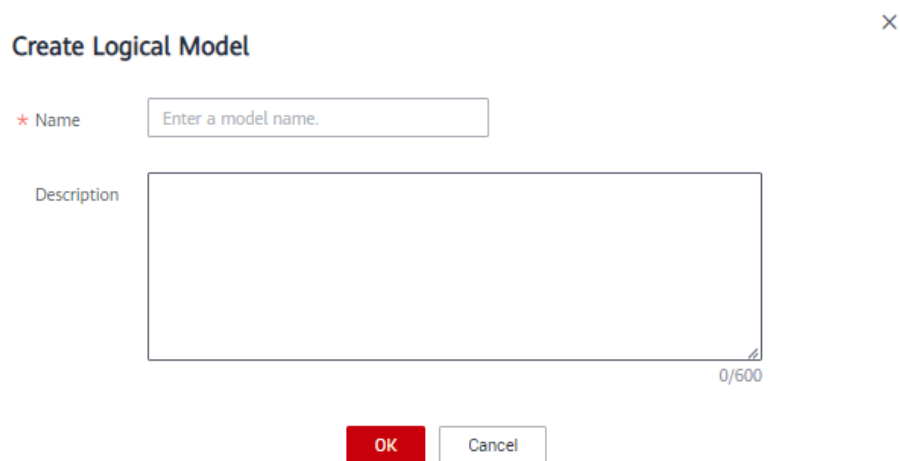 Create Logical Model
* Name
Enter a model name.
Description
0/600
OK
Cancel